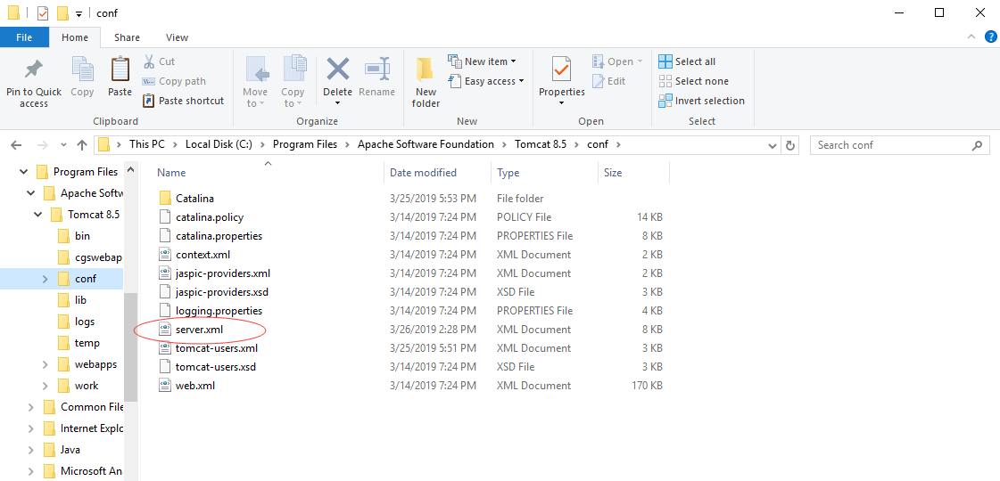 conf
File Home Share View
Pin to Quick access
Copy
Paste
Cut
Copy path
Paste shortcut
Clipboard
Move to
Copy to
Delete
Rename
Organize
New folder
New item
Easy access
New
Properties
Open
Edit
Open
Select all
Select none
Invert selection
Select
This PC > Local Disk (C:) > Program Files > Apache Software Foundation > Tomcat 8.5 > conf >
Search conf
Program Files
Apache Softw
Tomcat 8.5
bin
cgswebap
conf
lib
logs
temp
webapps
work
Common File
Internet Explo
Java
Microsoft An
Name Date modified Type Size
Catalina 3/25/2019 5:53 PM File folder
catalina.policy 3/14/2019 7:24 PM POLICY File 14 KB
catalina.properties 3/14/2019 7:24 PM PROPERTIES File 8 KB
context.xml 3/14/2019 7:24 PM XML Document 2 KB
jaspic-providers.xml 3/14/2019 7:24 PM XML Document 2 KB
jaspic-providers.xsd 3/14/2019 7:24 PM XSD File 3 KB
logging.properties 3/14/2019 7:24 PM PROPERTIES File 4 KB
server.xml 3/26/2019 2:28 PM XML Document 8 KB
tomcat-users.xml 3/25/2019 5:51 PM XML Document 3 KB
tomcat-users.xsd 3/14/2019 7:24 PM XSD File 3 KB
web.xml 3/14/2019 7:24 PM XML Document 170 KB